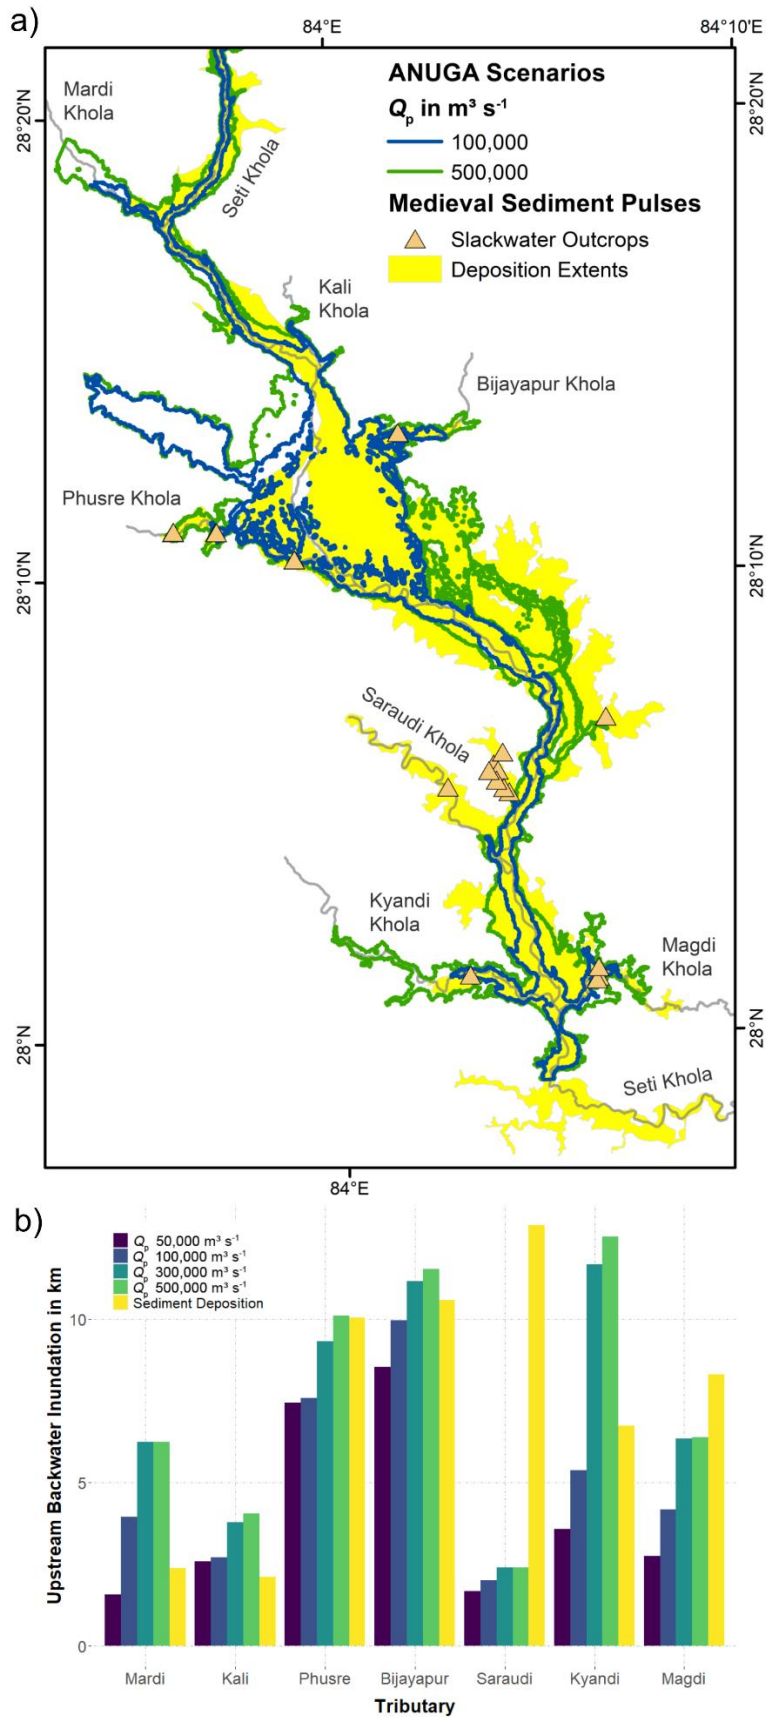 a)
84°E
84°10'E
Mardi
Khola
ANUGA Scenarios
Qp in m³ s-1
100,000
500,000
Medieval Sediment Pulses
Slackwater Outcrops
Deposition Extents
28°20'N
28°20'N
Seti Khola
Kali
Khola
Bijayapur Khola
Phusre Khola
28°10'N
28°10'N
Saraudi Khola
Kyandi
Khola
Magdi
Khola
28°N
28°N
Seti Khola
84°E
b)
Qp 50,000 m³ s-1
Qp 100,000 m³ s-1
Qp 300,000 m³ s-1
Qp 500,000 m³ s-1
Sediment Deposition
Upstream Backwater Inundation in km
10
5
0
Mardi Kali Phusre Bijayapur Saraudi Kyandi Magdi
Tributary